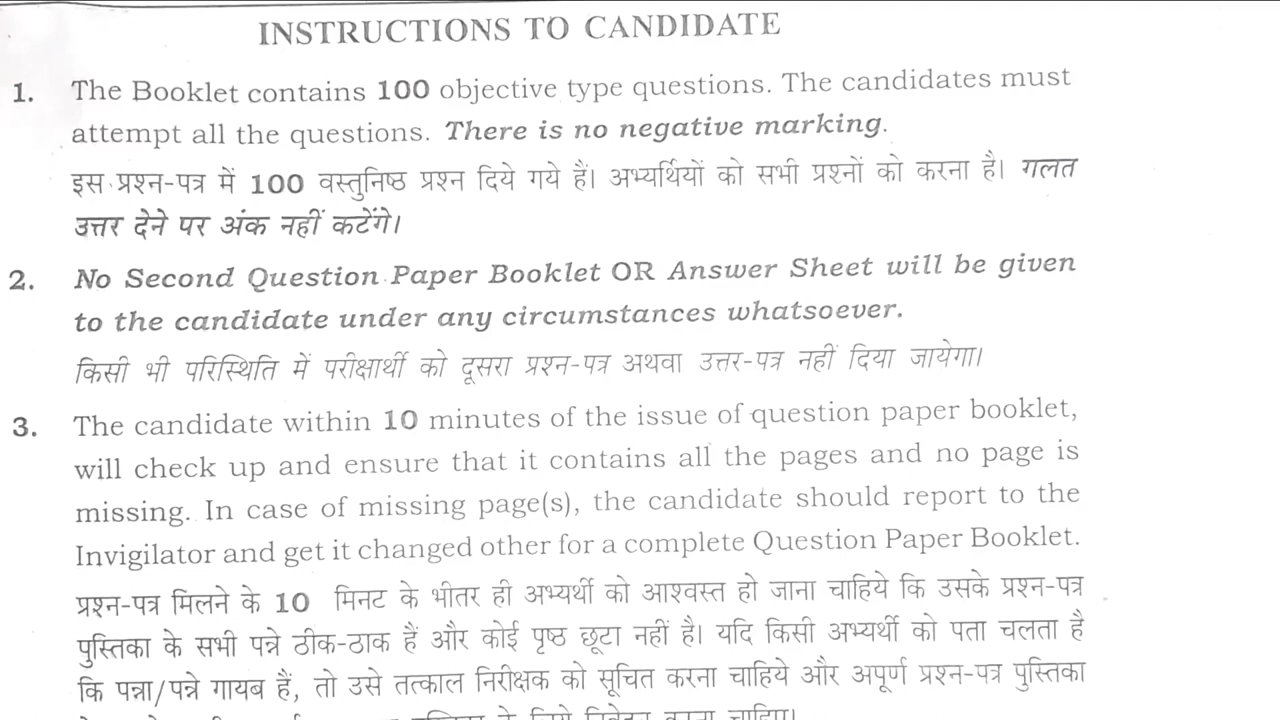 INSTRUCTIONS TO CANDIDATE
1. The Booklet contains 100 objective type questions. The candidates must
attempt all the questions. There is no negative marking.
इस प्रश्न-पत्र में 100 वस्तुनिष्ठ प्रश्न दिये गये हैं। अभ्यर्थियों को सभी प्रश्नों को करना है। गलत
उत्तर देने पर अंक नहीं कटेंगे।
2. No Second Question Paper Booklet OR Answer Sheet will be given
to the candidate under any circumstances whatsoever.
किसी भी परिस्थिति में परीक्षार्थी को दूसरा प्रश्न-पत्र अथवा उत्तर-पत्र नहीं दिया जायेगा।
3. The candidate within 10 minutes of the issue of question paper booklet,
will check up and ensure that it contains all the pages and no page is
missing. In case of missing page(s), the candidate should report to the
Invigilator and get it changed other for a complete Question Paper Booklet.
प्रश्न-पत्र मिलने के 10 मिनट के भीतर ही अभ्यर्थी को आश्वस्त हो जाना चाहिये कि उसके प्रश्न-पत्र
पुस्तिका के सभी पन्ने ठीक-ठाक हैं और कोई पृष्ठ छूटा नहीं है। यदि किसी अभ्यर्थी को पता चलता है
कि पन्ना/पन्ने गायब हैं, तो उसे तत्काल निरीक्षक को सूचित करना चाहिये और अपूर्ण प्रश्न-पत्र पुस्तिका